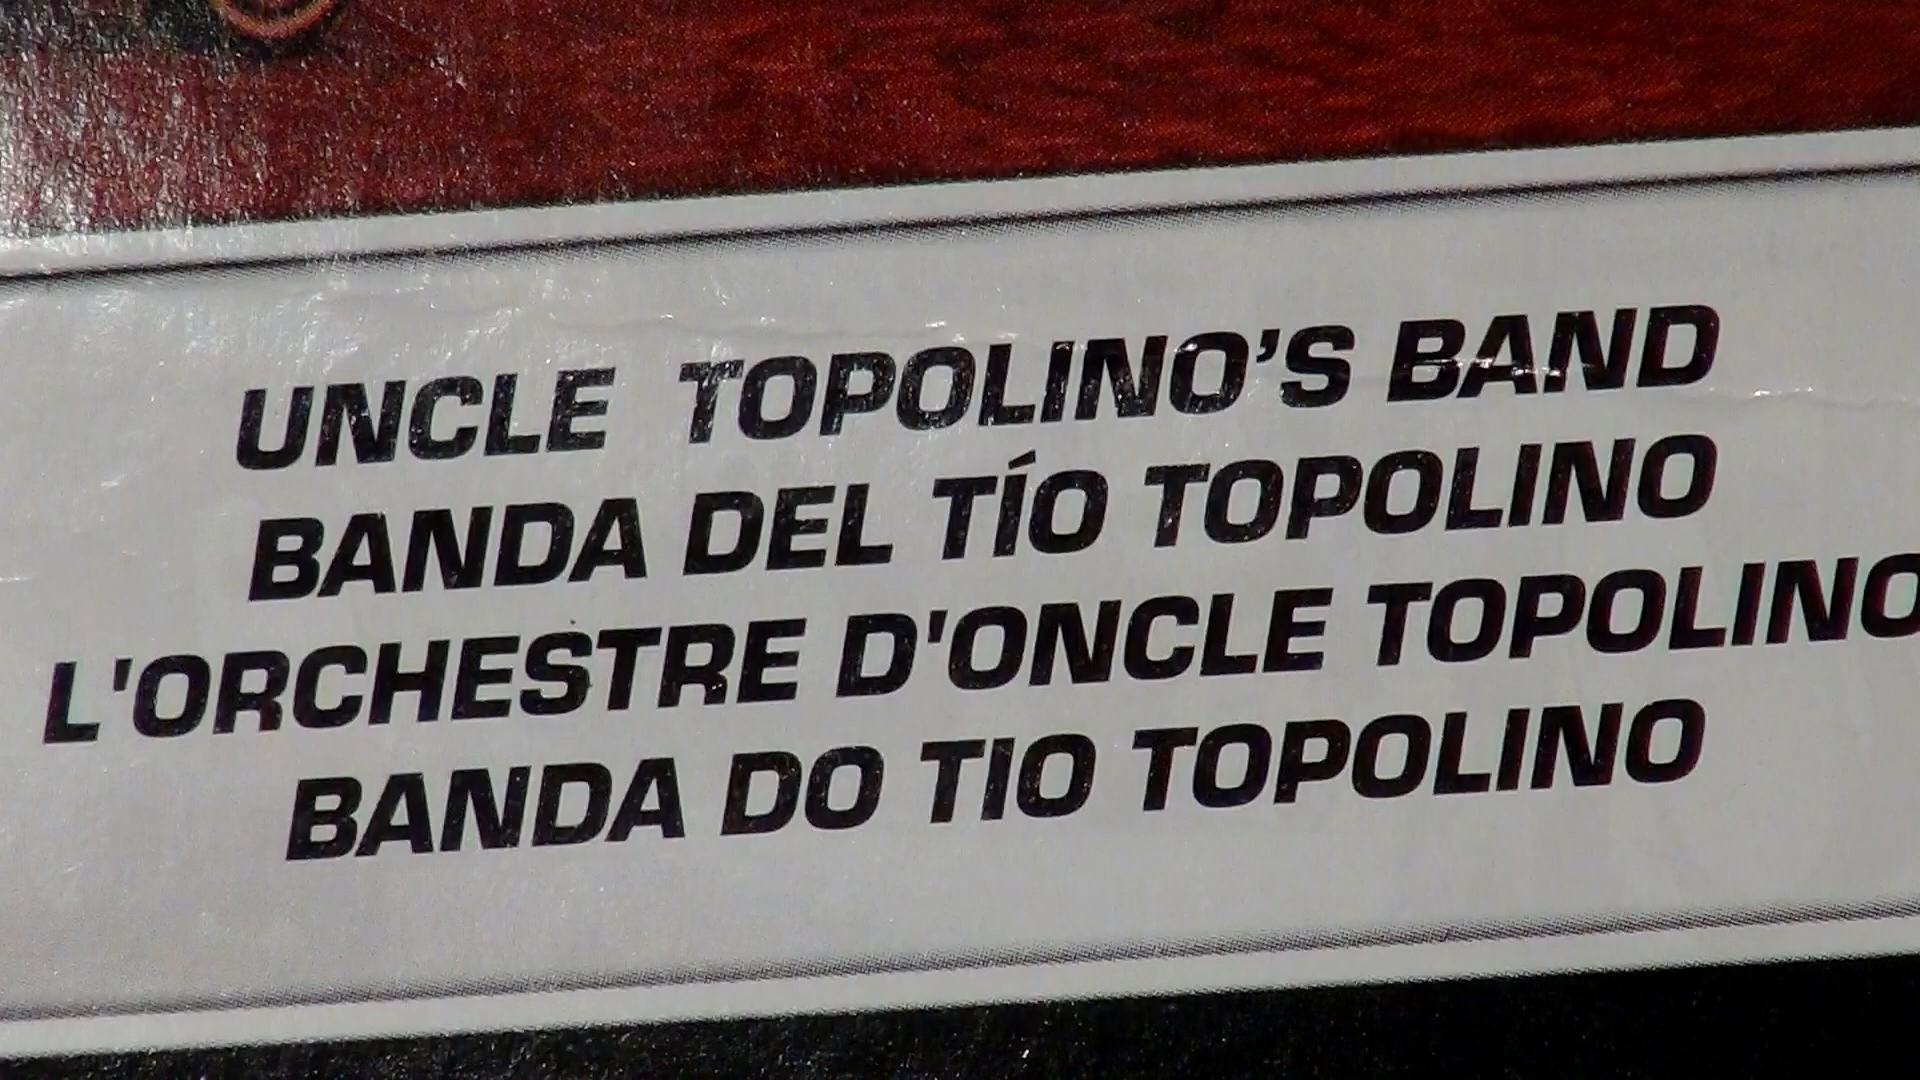 UNCLE TOPOLINO’S BAND
BANDA DEL TÍO TOPOLINO
L'ORCHESTRE D'ONCLE TOPOLINO
BANDA DO TIO TOPOLINO